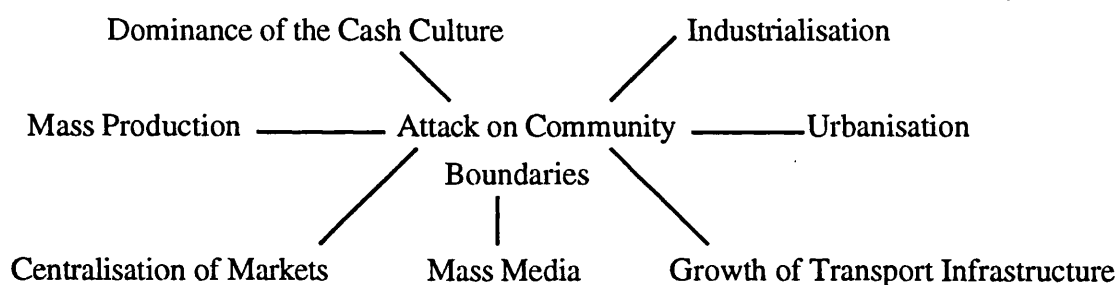 Dominance of the Cash Culture
Industrialisation
Mass Production
Attack on Community
Urbanisation
Boundaries
Centralisation of Markets
Mass Media
Growth of Transport Infrastructure